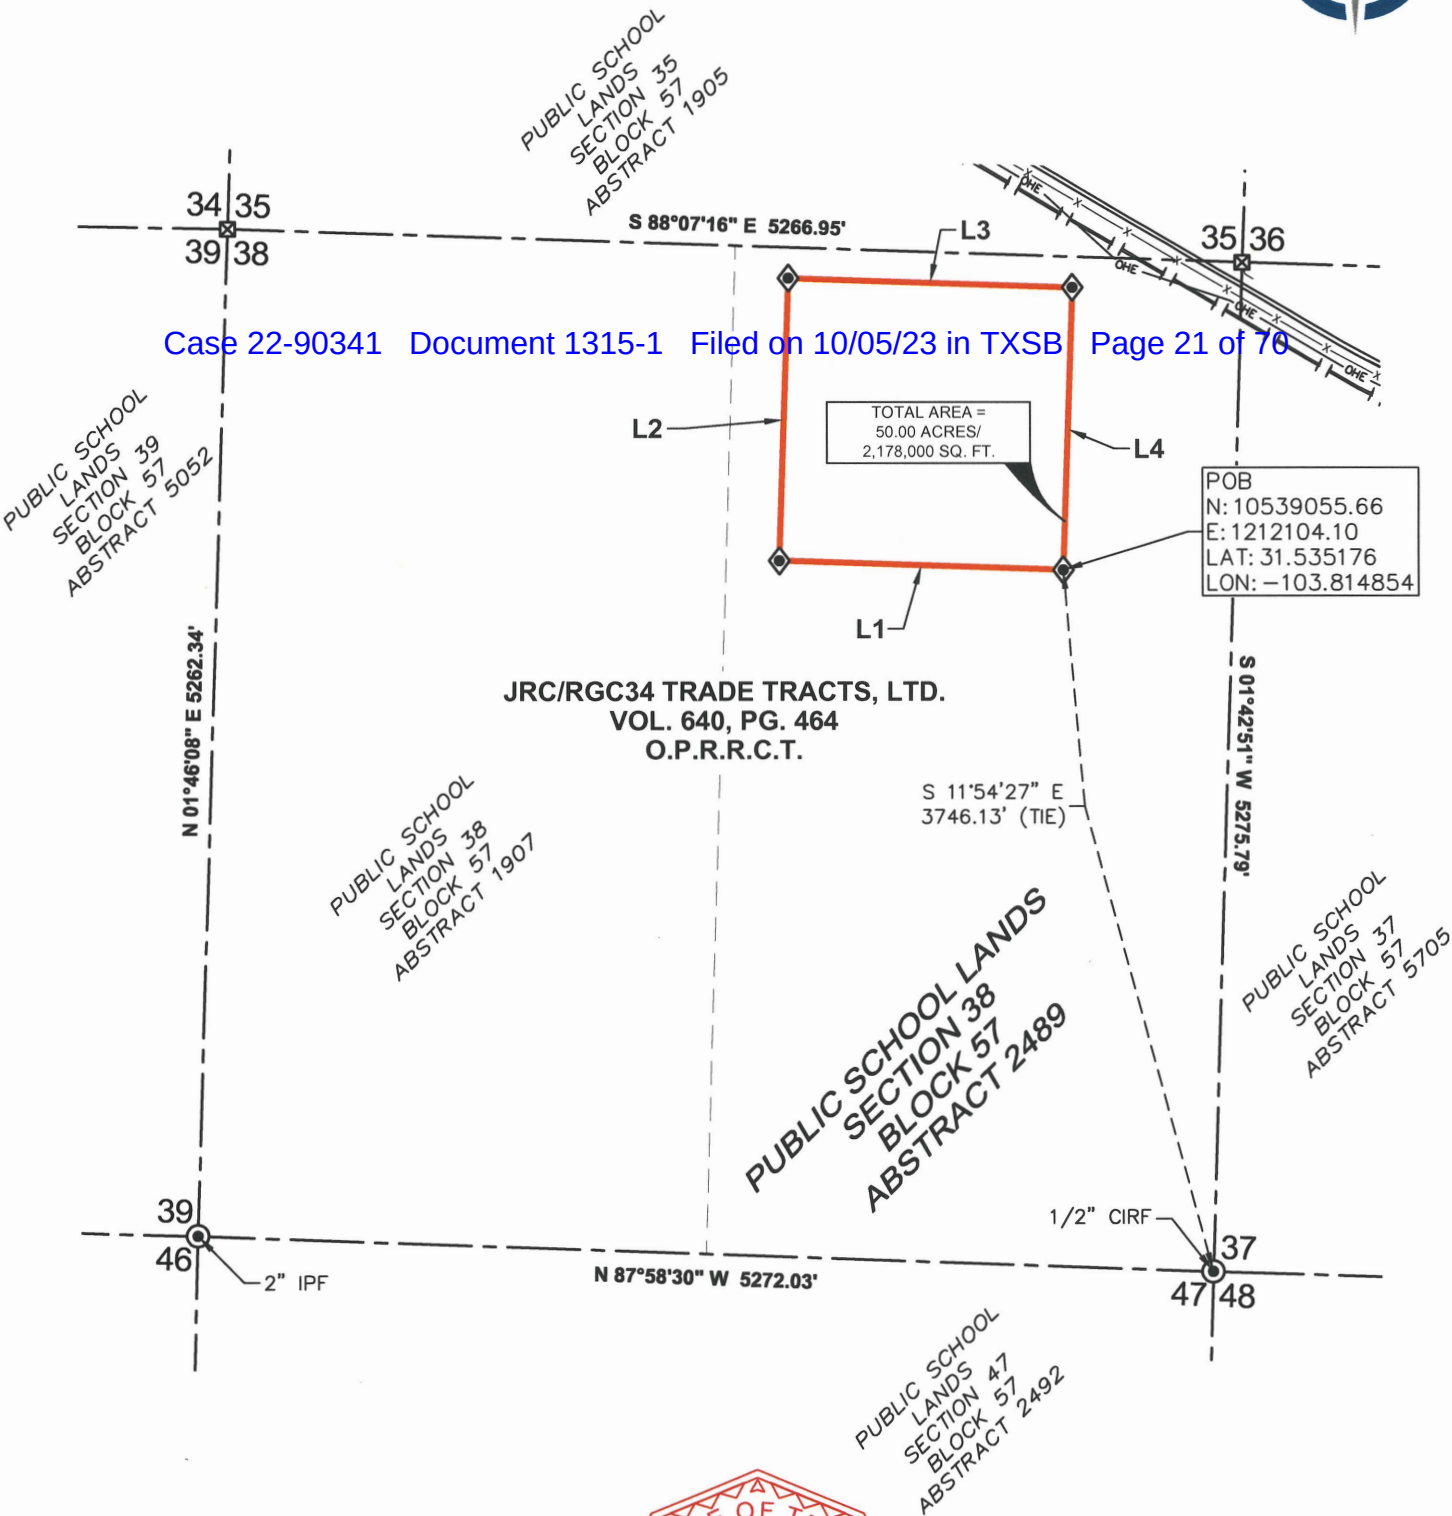 PUBLIC SCHOOL
LANDS
SECTION 35
BLOCK 57
ABSTRACT 1905
34 35
39 38
S 88°07'16" E 5266.95'
L3
35 36
OHE
OHE
OHE
OHE
Case 22-90341 Document 1315-1 Filed on 10/05/23 in TXSB Page 21 of 70
PUBLIC SCHOOL
LANDS
SECTION 39
BLOCK 57
ABSTRACT 5052
L2
TOTAL AREA =
50.00 ACRES/
2,178,000 SQ. FT.
L4
POB
N: 10539055.66
E: 1212104.10
LAT: 31.535176
LON: −103.814854
L1
N 01°46'08" E 5262.34'
JRC/RGC34 TRADE TRACTS, LTD.
VOL. 640, PG. 464
O.P.R.R.C.T.
S 01°42'51" W 5275.79'
S 11°54'27" E
3746.13' (TIE)
PUBLIC SCHOOL
LANDS
SECTION 38
BLOCK 57
ABSTRACT 1907
PUBLIC SCHOOL LANDS
SECTION 38
BLOCK 57
ABSTRACT 2489
PUBLIC SCHOOL
LANDS
SECTION 37
BLOCK 57
ABSTRACT 5705
39
46
2" IPF
N 87°58'30" W 5272.03'
1/2" CIRF
37
47 48
PUBLIC SCHOOL
LANDS
SECTION 47
BLOCK 57
ABSTRACT 2492
OF